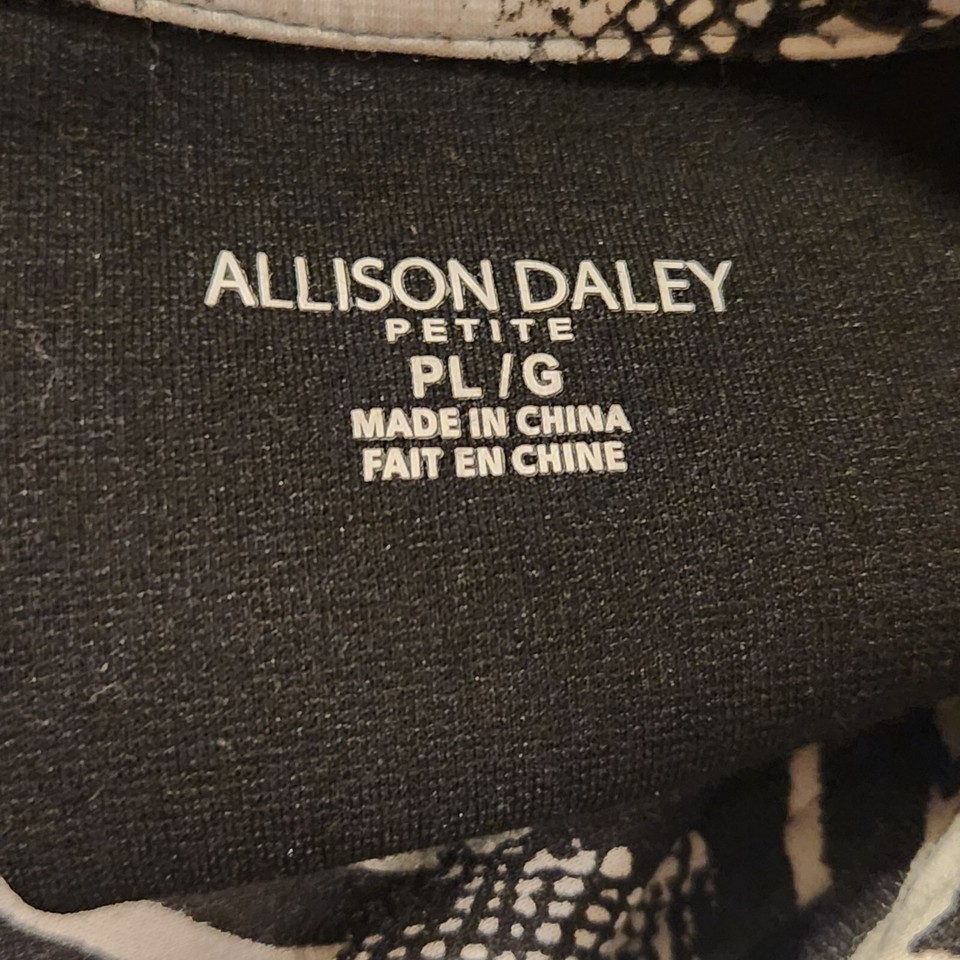 ALLISON DALEY
PETITE
PL / G
MADE IN CHINA
FAIT EN CHINE